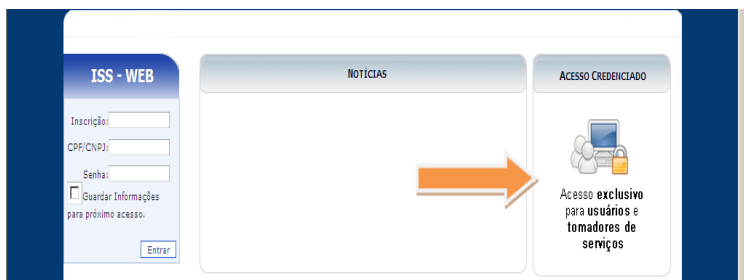 ISS - WEB
Inscrição:
CPF/CNPJ:
Senha:
Guardar Informações
para próximo acesso.
Entrar
Notícias
Acesso Credenciado
Acesso exclusivo
para usuários e
tomadores de
serviços